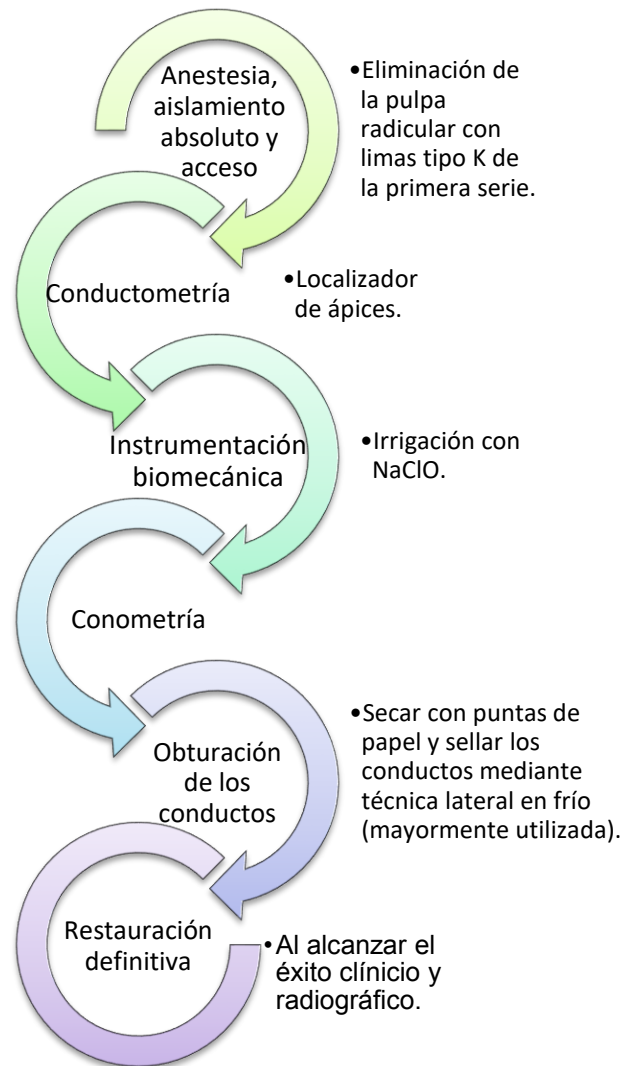 Anestesia,
aislamiento
absoluto y
acceso
•Eliminación de
la pulpa
radicular con
limas tipo K de
la primera serie.
Conductometría
•Localizador
de ápices.
Instrumentación
biomecánica
•Irrigación con
NaClO.
Conometría
Obturación
de los
conductos
•Secar con puntas de
papel y sellar los
conductos mediante
técnica lateral en frío
(mayormente utilizada).
Restauración
definitiva
•Al alcanzar el
éxito clínicio y
radiográfico.